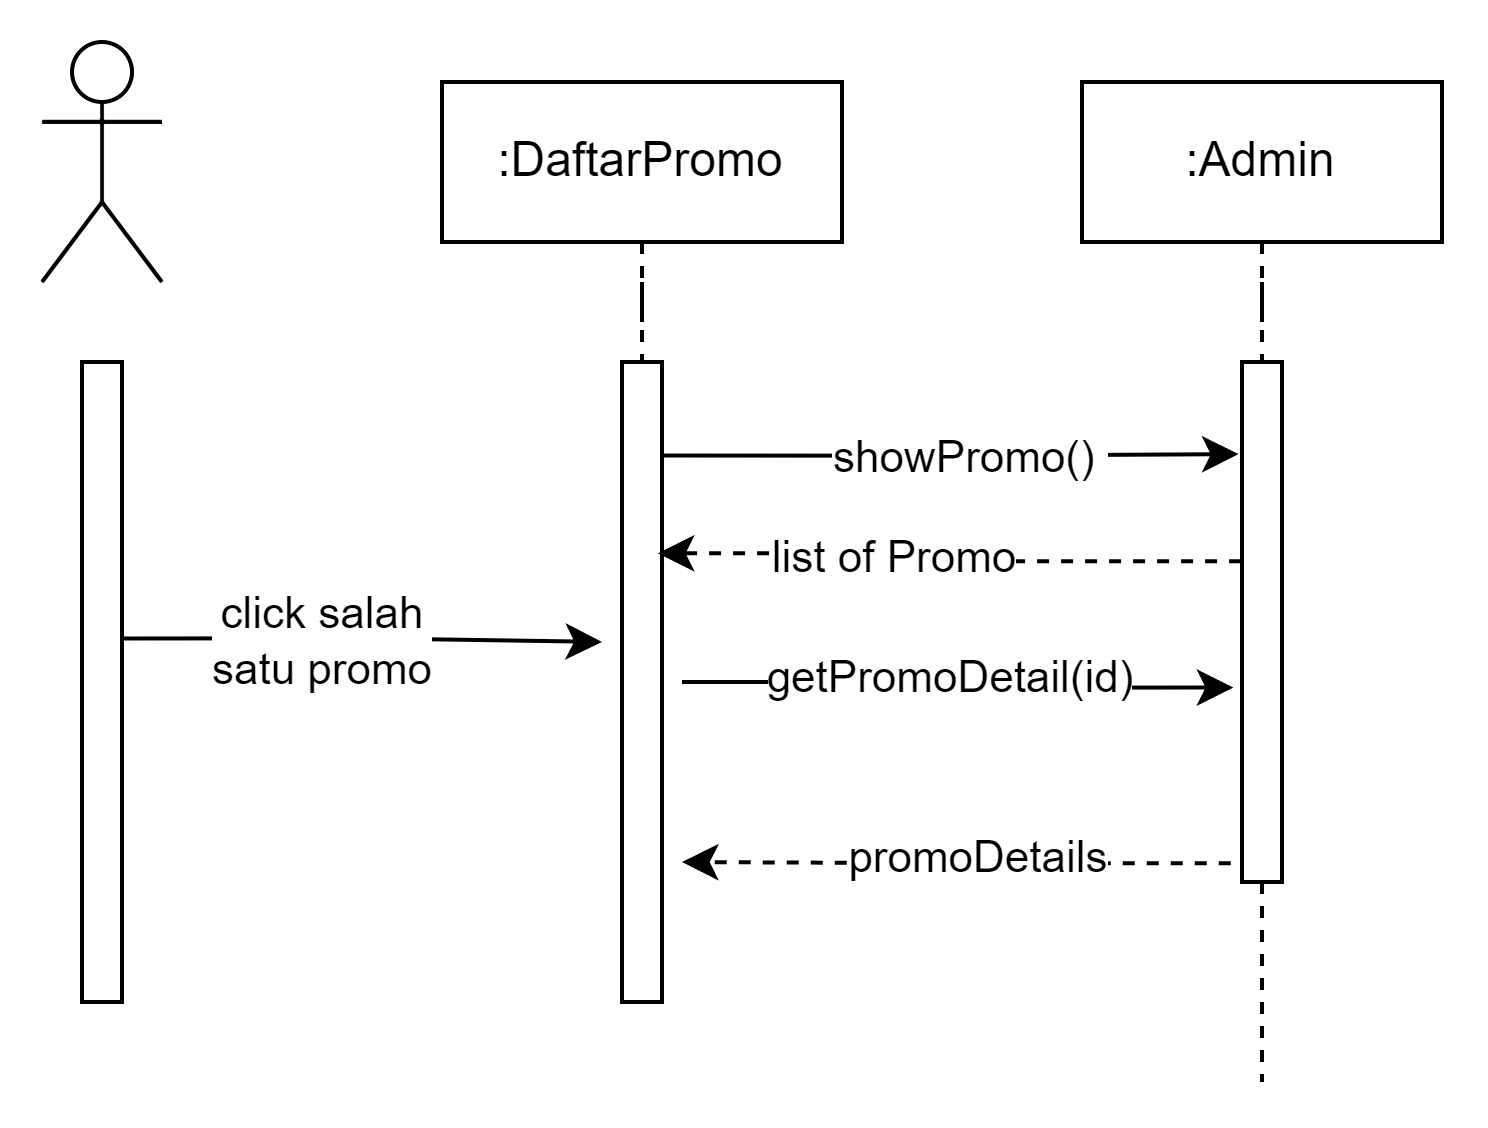 :DaftarPromo
:Admin
showPromo()
list of Promo
click salah
satu promo
getPromoDetail(id)
promoDetails